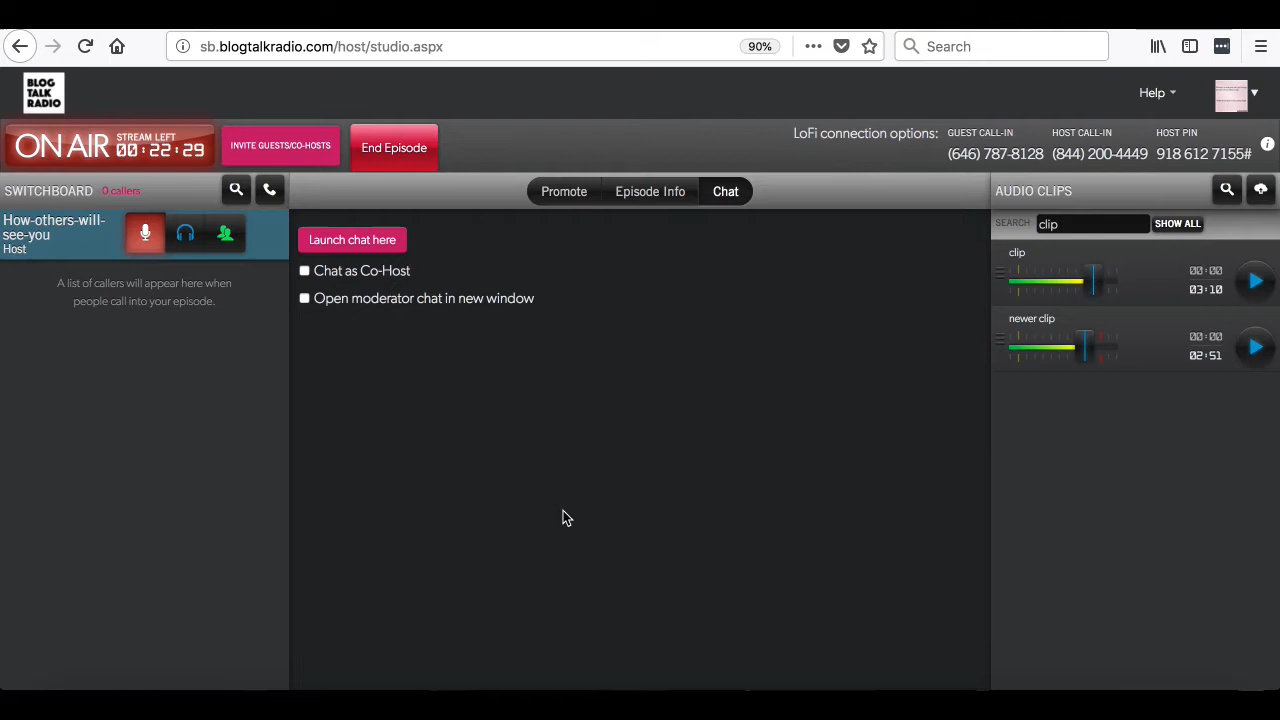 sb.blogtalkradio.com/host/studio.aspx
90%
Search
BLOG
TALK
RADIO
Help
ON AIR
STREAM LEFT
00:22:29
INVITE GUESTS/CO-HOSTS
End Episode
LoFi connection options:
GUEST CALL-IN
(646) 787-8128
HOST CALL-IN
(844) 200-4449
HOST PIN
918 612 7155#
SWITCHBOARD
0 callers
Promote
Episode Info
Chat
AUDIO CLIPS
How-others-will-
see-you
Host
A list of callers will appear here when
people call into your episode.
Launch chat here
Chat as Co-Host
Open moderator chat in new window
SEARCH
clip
SHOW ALL
clip
00:00
03:10
newer clip
00:00
02:51